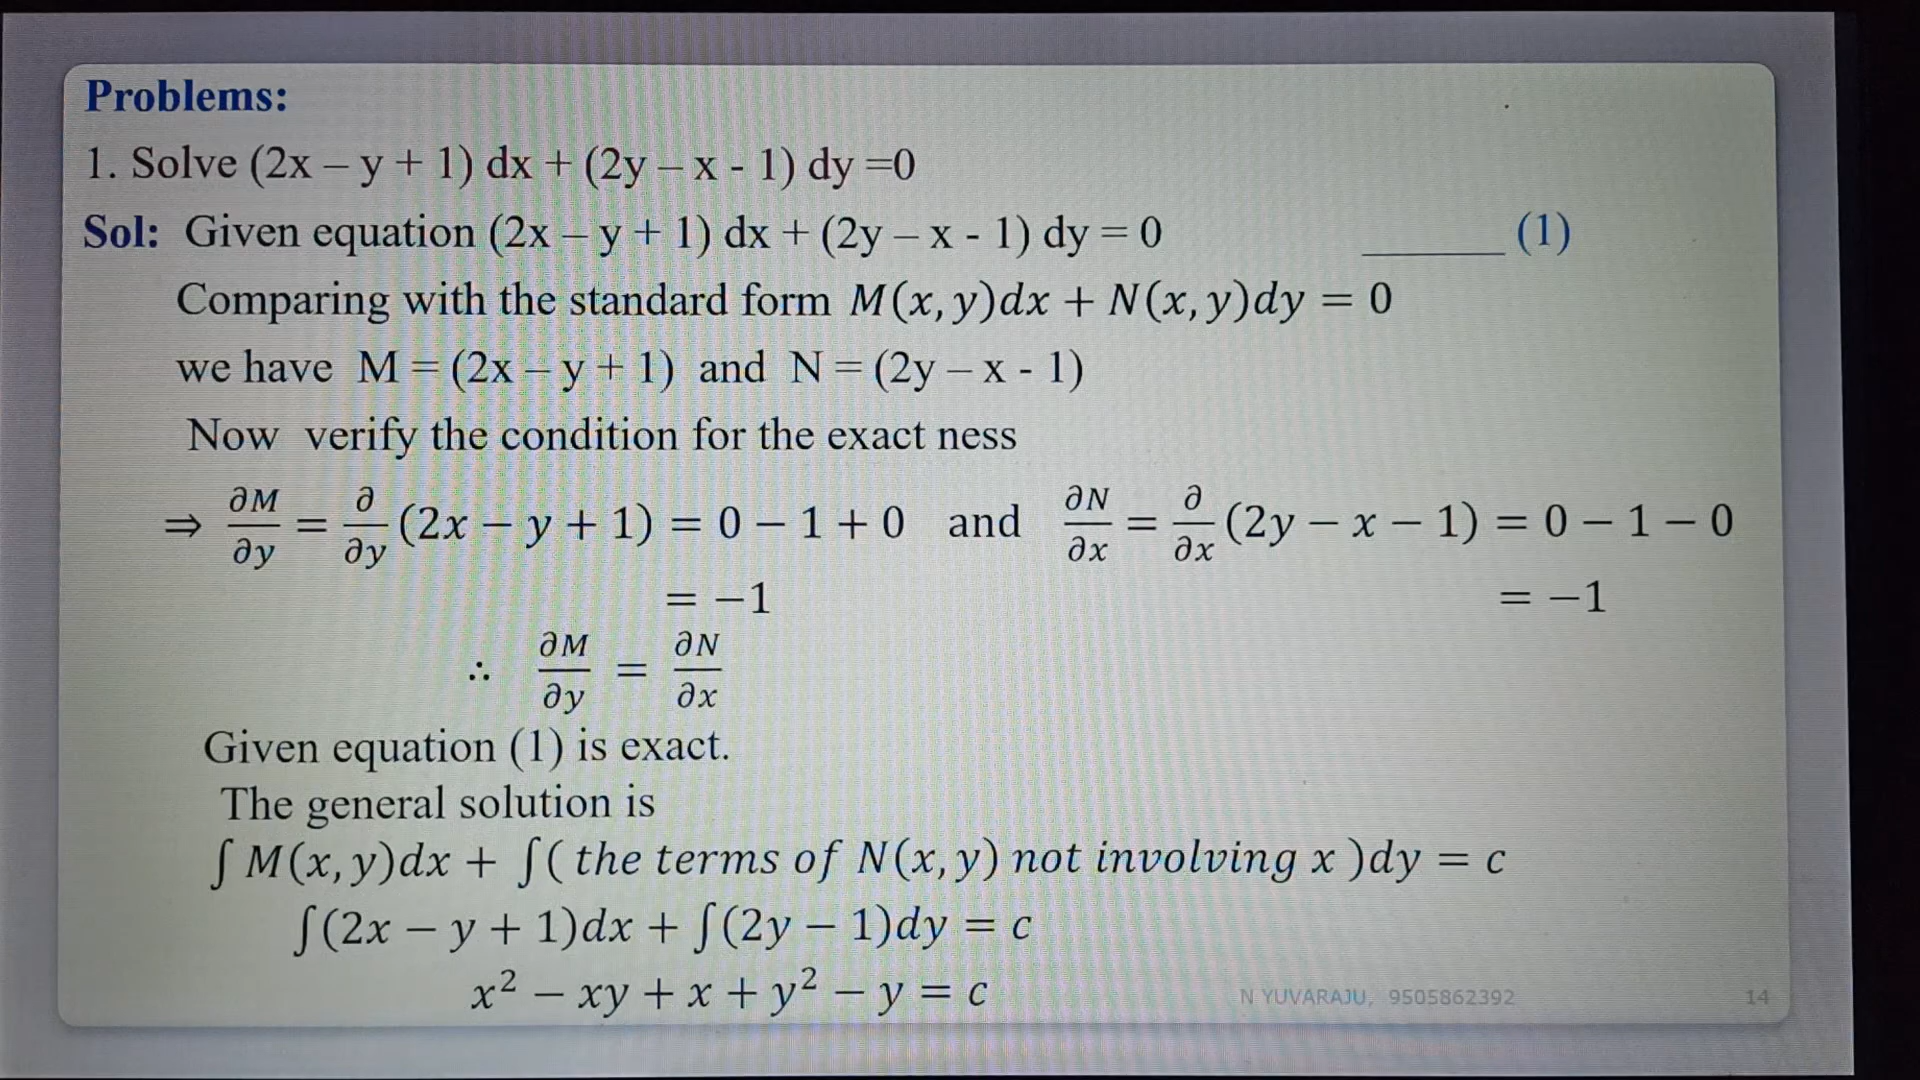 Problems:
1. Solve (2x – y + 1) dx + (2y – x - 1) dy =0
Sol: Given equation (2x – y + 1) dx + (2y – x - 1) dy = 0 ______ (1)
Comparing with the standard form M(x, y)dx + N(x, y)dy = 0
we have M = (2x – y + 1) and N = (2y – x - 1)
Now verify the condition for the exact ness
⇒ ∂M/∂y = ∂/∂y (2x − y + 1) = 0 − 1 + 0 and ∂N/∂x = ∂/∂x (2y − x − 1) = 0 − 1 − 0
= −1 = −1
∴ ∂M/∂y = ∂N/∂x
Given equation (1) is exact.
The general solution is
∫ M(x, y)dx + ∫( the terms of N(x, y) not involving x )dy = c
∫(2x − y + 1)dx + ∫(2y − 1)dy = c
x² − xy + x + y² − y = c
N YUVARAJU, 9505862392 14